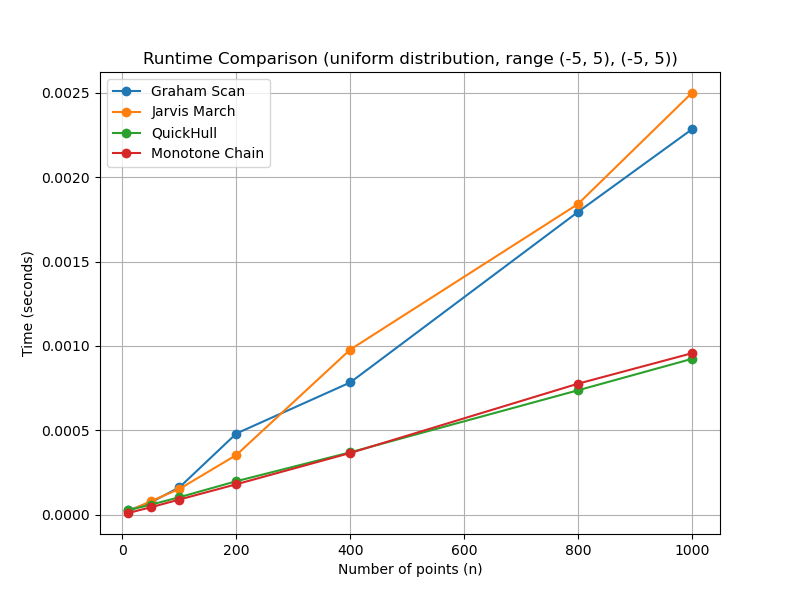 Runtime Comparison (uniform distribution, range (-5, 5), (-5, 5))
Graham Scan
Jarvis March
QuickHull
Monotone Chain
Time (seconds)
0.0025
0.0020
0.0015
0.0010
0.0005
0.0000
0 200 400 600 800 1000
Number of points (n)